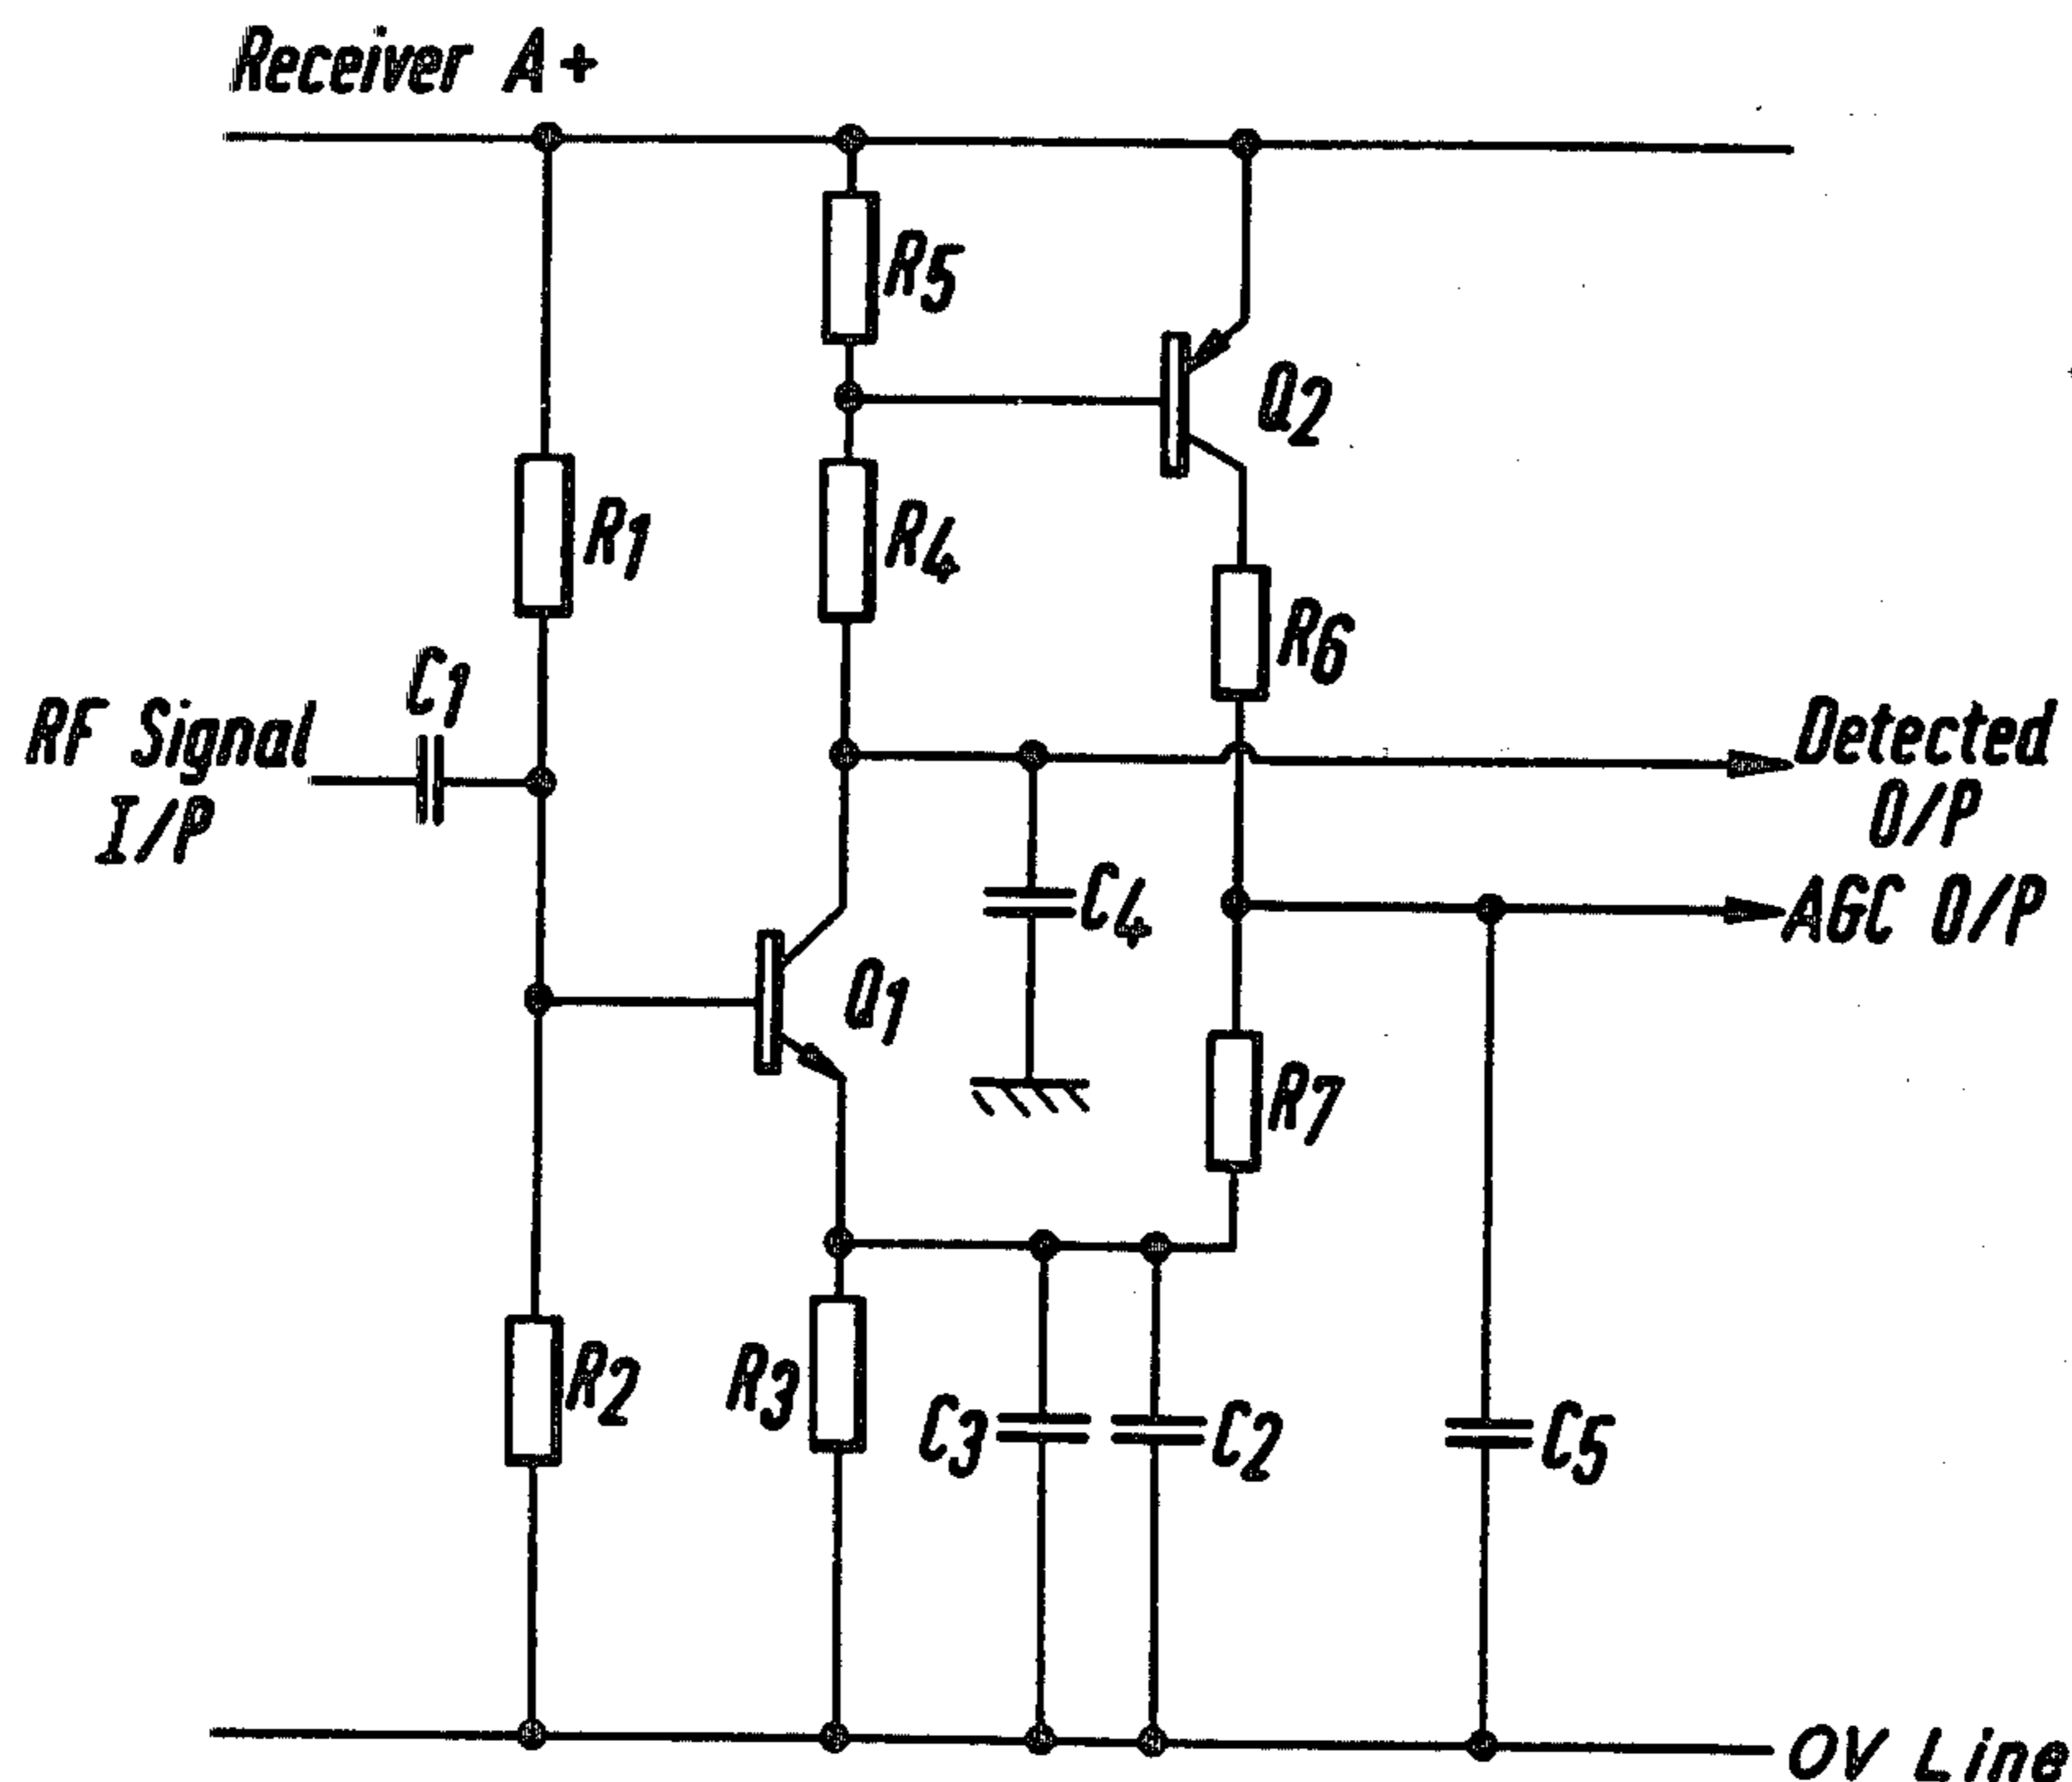 Receiver A+
R5
Q2
R1
R4
R6
C1
RF Signal
I/P
Detected
O/P
C4
AGC O/P
Q1
R7
R2
R3
C3
C2
C5
OV Line